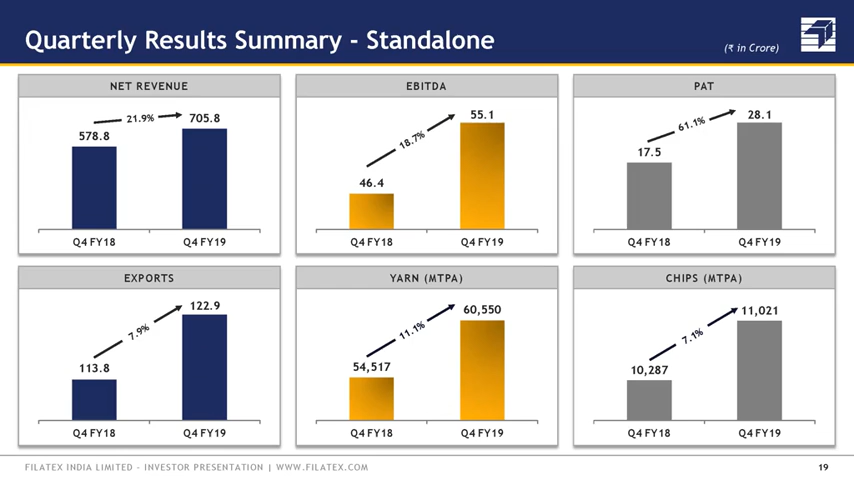 Quarterly Results Summary - Standalone
(₹ in Crore)
NET REVENUE
21.9%
578.8
705.8
Q4 FY18
Q4 FY19
EBITDA
18.7%
46.4
55.1
Q4 FY18
Q4 FY19
PAT
61.1%
17.5
28.1
Q4 FY18
Q4 FY19
EXPORTS
7.9%
113.8
122.9
Q4 FY18
Q4 FY19
YARN (MTPA)
11.1%
54,517
60,550
Q4 FY18
Q4 FY19
CHIPS (MTPA)
7.1%
10,287
11,021
Q4 FY18
Q4 FY19
FILATEX INDIA LIMITED - INVESTOR PRESENTATION | WWW.FILATEX.COM
19